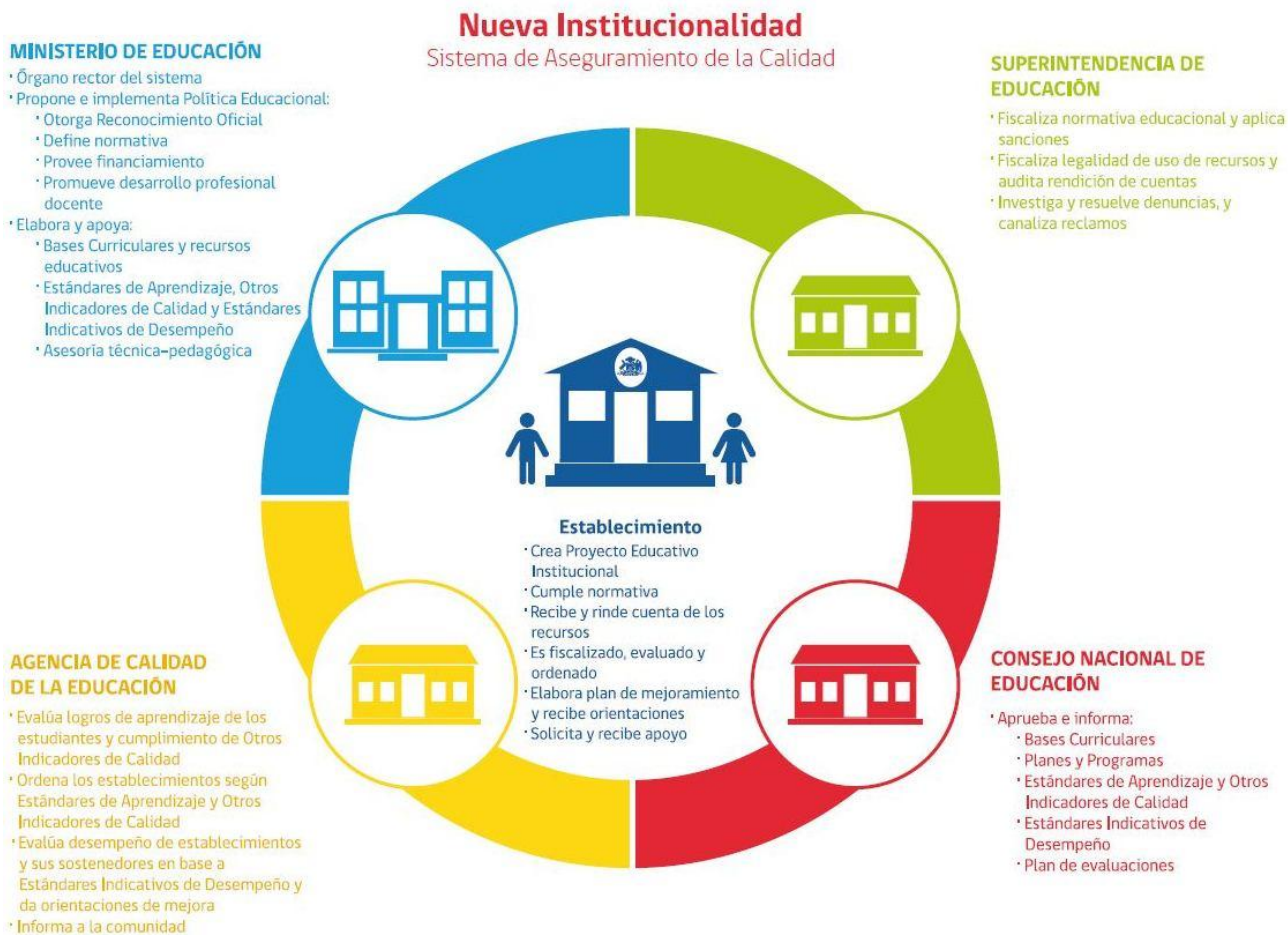 Nueva Institucionalidad
Sistema de Aseguramiento de la Calidad
MINISTERIO DE EDUCACIÓN
· Órgano rector del sistema
· Propone e implementa Política Educacional:
· Otorga Reconocimiento Oficial
· Define normativa
· Provee financiamiento
· Promueve desarrollo profesional
docente
· Elabora y apoya:
· Bases Curriculares y recursos
educativos
· Estándares de Aprendizaje, Otros
Indicadores de Calidad y Estándares
Indicativos de Desempeño
· Asesoría técnica-pedagógica
SUPERINTENDENCIA DE
EDUCACIÓN
· Fiscaliza normativa educacional y aplica
sanciones
· Fiscaliza legalidad de uso de recursos y
audita rendición de cuentas
· Investiga y resuelve denuncias, y
canaliza reclamos
Establecimiento
· Crea Proyecto Educativo
Institucional
· Cumple normativa
· Recibe y rinde cuenta de los
recursos
· Es fiscalizado, evaluado y
ordenado
· Elabora plan de mejoramiento
y recibe orientaciones
· Solicita y recibe apoyo
AGENCIA DE CALIDAD
DE LA EDUCACIÓN
· Evalúa logros de aprendizaje de los
estudiantes y cumplimiento de Otros
Indicadores de Calidad
· Ordena los establecimientos según
Estándares de Aprendizaje y Otros
Indicadores de Calidad
· Evalúa desempeño de establecimientos
y sus sostenedores en base a
Estándares Indicativos de Desempeño y
da orientaciones de mejora
· Informa a la comunidad
CONSEJO NACIONAL DE
EDUCACIÓN
· Aprueba e informa:
· Bases Curriculares
· Planes y Programas
· Estándares de Aprendizaje y Otros
Indicadores de Calidad
· Estándares Indicativos de
Desempeño
· Plan de evaluaciones